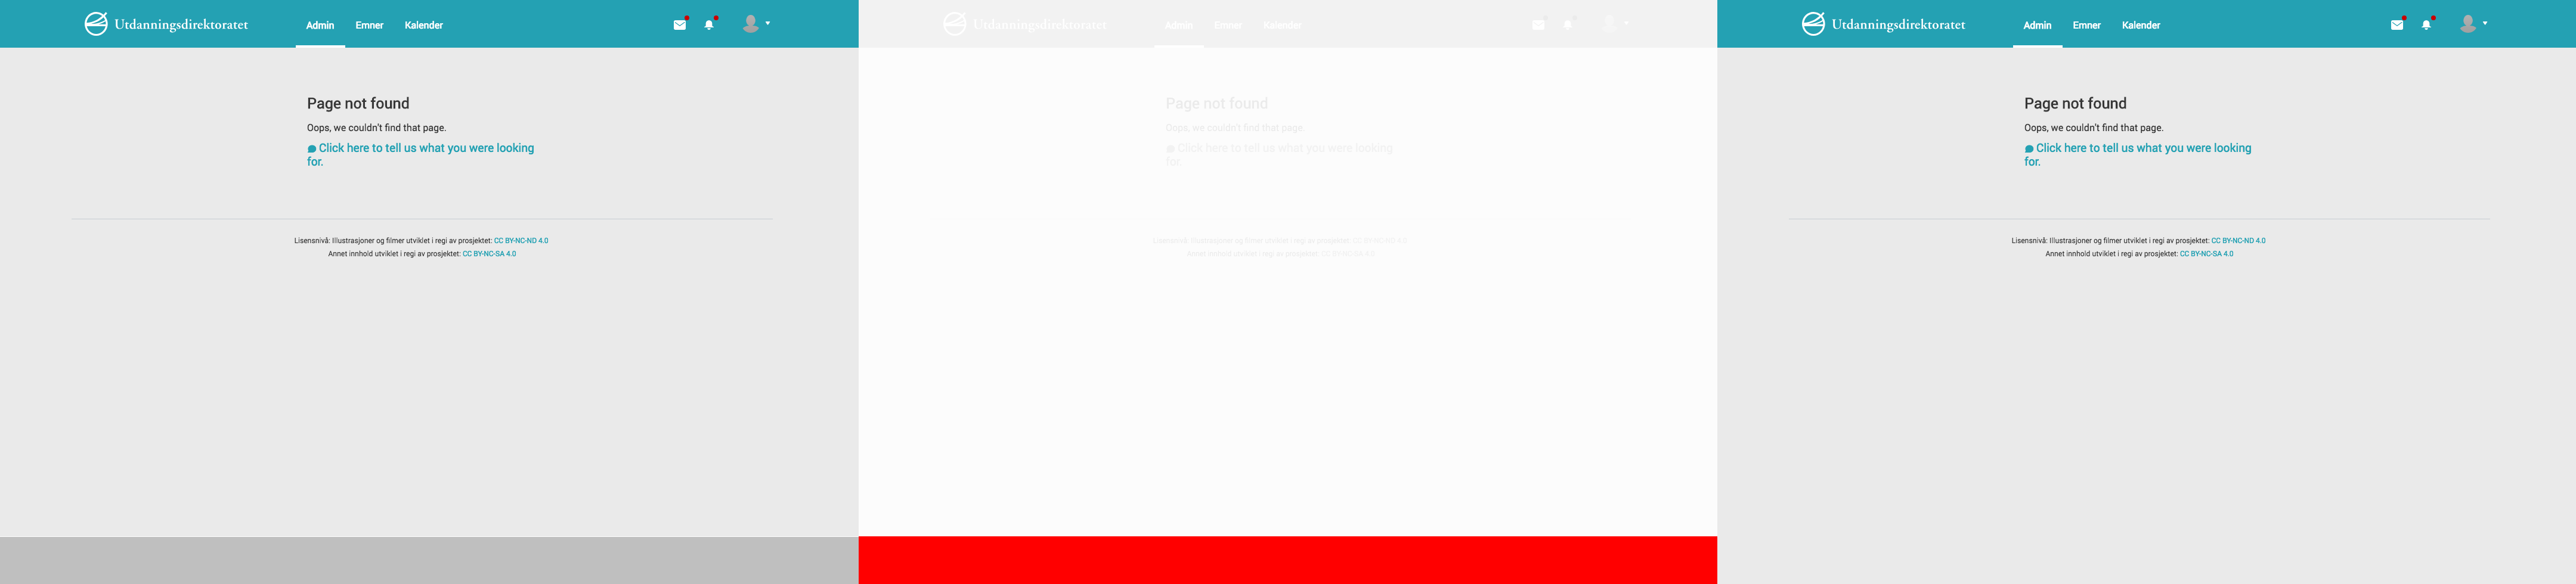 Utdanningsdirektoratet Admin Emner Kalender
Page not found
Oops, we couldn't find that page.
Click here to tell us what you were looking
for.
Lisensnivå: Illustrasjoner og filmer utviklet i regi av prosjektet: CC BY-NC-ND 4.0
Annet innhold utviklet i regi av prosjektet: CC BY-NC-SA 4.0
Utdanningsdirektoratet Admin Emner Kalender
Page not found
Oops, we couldn't find that page.
Click here to tell us what you were looking
for.
Lisensnivå: Illustrasjoner og filmer utviklet i regi av prosjektet: CC BY-NC-ND 4.0
Annet innhold utviklet i regi av prosjektet: CC BY-NC-SA 4.0
Utdanningsdirektoratet Admin Emner Kalender
Page not found
Oops, we couldn't find that page.
Click here to tell us what you were looking
for.
Lisensnivå: Illustrasjoner og filmer utviklet i regi av prosjektet: CC BY-NC-ND 4.0
Annet innhold utviklet i regi av prosjektet: CC BY-NC-SA 4.0